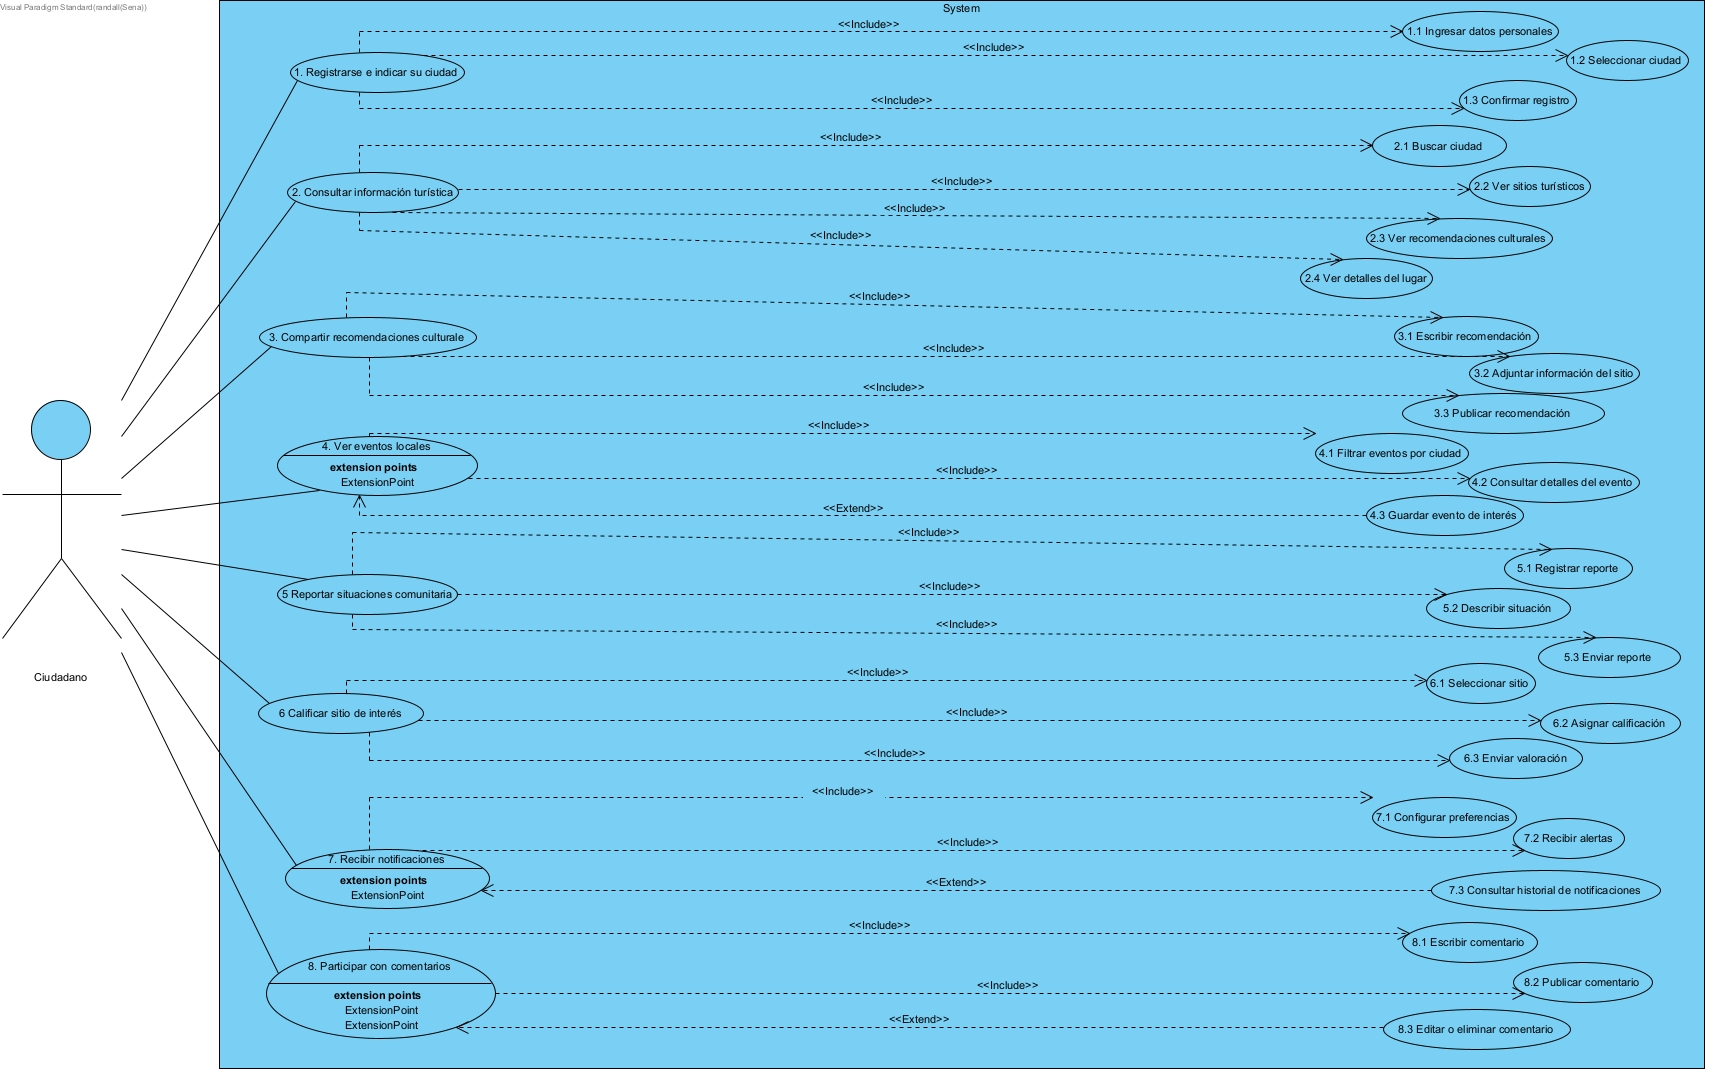 Visual Paradigm Standard(randall(Sena))
System
<<Include>>
1.1 Ingresar datos personales
<<Include>>
1.2 Seleccionar ciudad
1. Registrarse e indicar su ciudad
<<Include>>
1.3 Confirmar registro
<<Include>>
2.1 Buscar ciudad
<<Include>>
2.2 Ver sitios turísticos
2. Consultar información turística
<<Include>>
2.3 Ver recomendaciones culturales
<<Include>>
2.4 Ver detalles del lugar
<<Include>>
3.1 Escribir recomendación
3. Compartir recomendaciones culturale
<<Include>>
3.2 Adjuntar información del sitio
<<Include>>
3.3 Publicar recomendación
<<Include>>
4. Ver eventos locales
4.1 Filtrar eventos por ciudad
extension points
ExtensionPoint
<<Include>>
4.2 Consultar detalles del evento
<<Extend>>
4.3 Guardar evento de interés
<<Include>>
5.1 Registrar reporte
<<Include>>
5 Reportar situaciones comunitaria
5.2 Describir situación
<<Include>>
5.3 Enviar reporte
Ciudadano
<<Include>>
6.1 Seleccionar sitio
6 Calificar sitio de interés
<<Include>>
6.2 Asignar calificación
<<Include>>
6.3 Enviar valoración
<<Include>>
7.1 Configurar preferencias
<<Include>>
7.2 Recibir alertas
7. Recibir notificaciones
extension points
ExtensionPoint
<<Extend>>
7.3 Consultar historial de notificaciones
<<Include>>
8.1 Escribir comentario
8. Participar con comentarios
<<Include>>
8.2 Publicar comentario
extension points
ExtensionPoint
ExtensionPoint
<<Extend>>
8.3 Editar o eliminar comentario